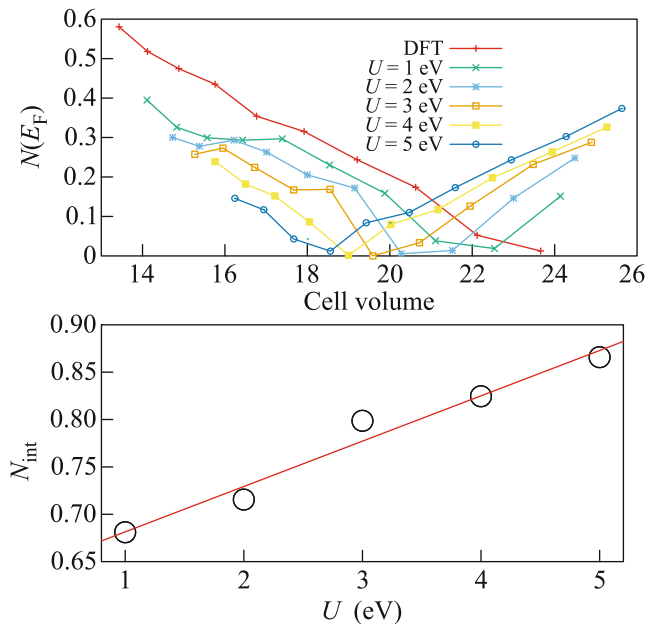 0.6
0.5
0.4
0.3
0.2
0.1
0
N(E_F)
DFT
U = 1 eV
U = 2 eV
U = 3 eV
U = 4 eV
U = 5 eV
14 16 18 20 22 24 26
Cell volume
0.90
0.85
0.80
0.75
0.70
0.65
N_int
1 2 3 4 5
U (eV)